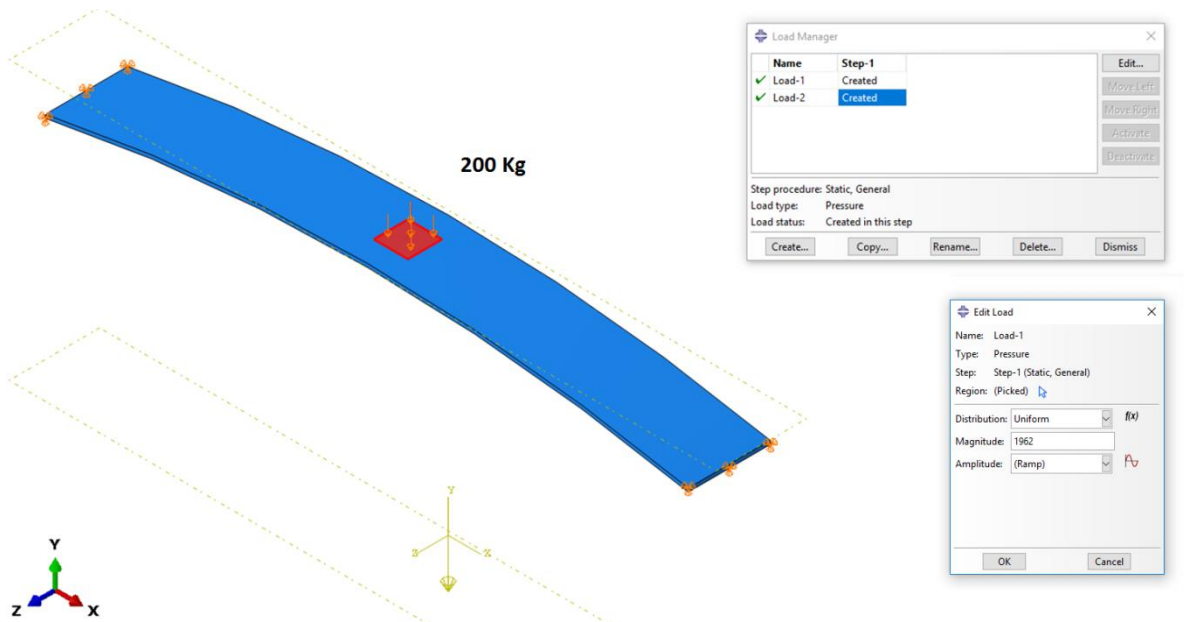 200 Kg
Y
Z X
Y
Z X
Load Manager
Name Step-1
Load-1 Created
Load-2 Created
Edit...
Move Left
Move Right
Activate
Deactivate
Step procedure: Static, General
Load type: Pressure
Load status: Created in this step
Create... Copy... Rename... Delete... Dismiss
Edit Load
Name: Load-1
Type: Pressure
Step: Step-1 (Static, General)
Region: (Picked)
Distribution: Uniform f(x)
Magnitude: 1962
Amplitude: (Ramp)
OK Cancel